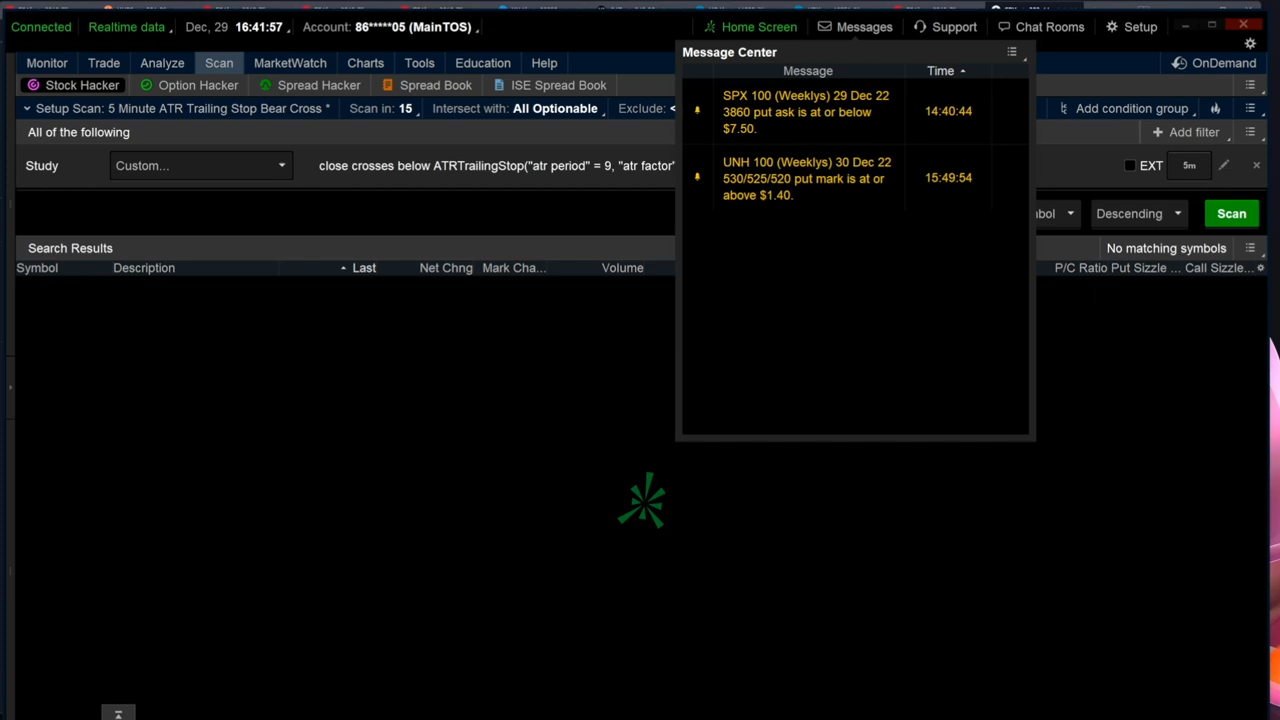 Connected Realtime data Dec, 29 16:41:57 Account: 86*****05 (MainTOS) Home Screen Messages Support Chat Rooms Setup
Monitor Trade Analyze Scan MarketWatch Charts Tools Education Help OnDemand
Stock Hacker Option Hacker Spread Hacker Spread Book ISE Spread Book
Setup Scan: 5 Minute ATR Trailing Stop Bear Cross * Scan in: 15 Intersect with: All Optionable Exclude: < Add condition group
All of the following Add filter
Study Custom... close crosses below ATRTrailingStop("atr period" = 9, "atr factor" EXT 5m
bol Descending Scan
Search Results No matching symbols
Symbol Description Last Net Chng Mark Cha... Volume P/C Ratio Put Sizzle ... Call Sizzle...
Message Center
Message Time
SPX 100 (Weeklys) 29 Dec 22
3860 put ask is at or below 14:40:44
$7.50.
UNH 100 (Weeklys) 30 Dec 22
530/525/520 put mark is at or 15:49:54
above $1.40.